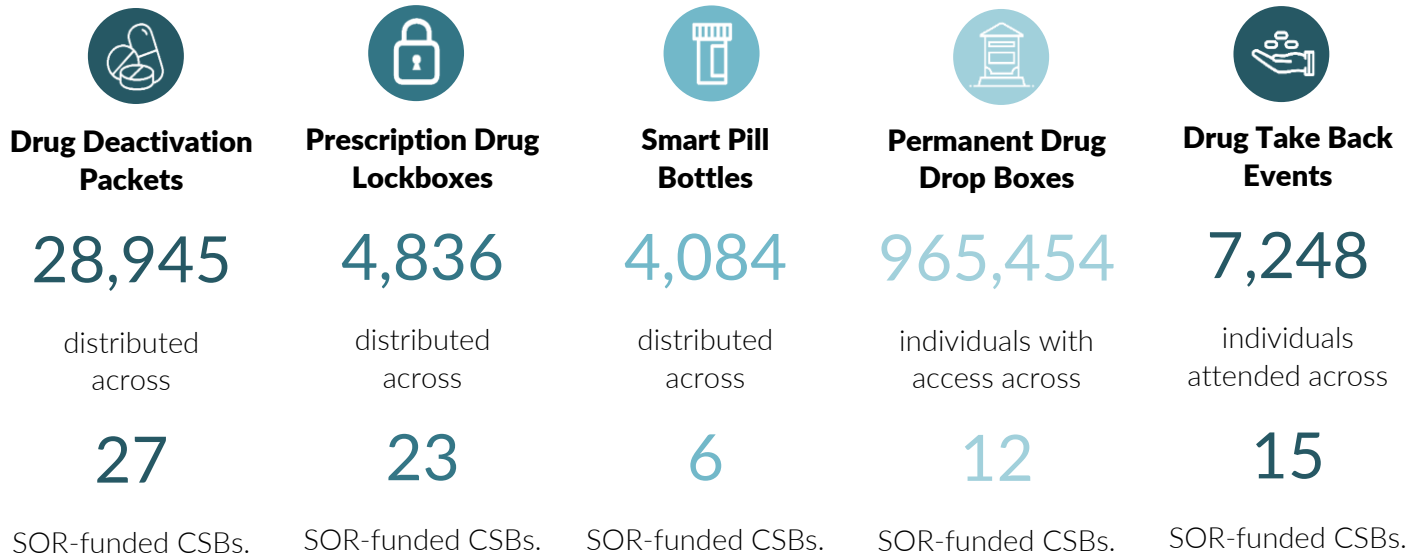 Drug Deactivation
Packets
28,945
distributed
across
27
SOR-funded CSBs.
Prescription Drug
Lockboxes
4,836
distributed
across
23
SOR-funded CSBs.
Smart Pill
Bottles
4,084
distributed
across
6
SOR-funded CSBs.
Permanent Drug
Drop Boxes
965,454
individuals with
access across
12
SOR-funded CSBs.
Drug Take Back
Events
7,248
individuals
attended across
15
SOR-funded CSBs.